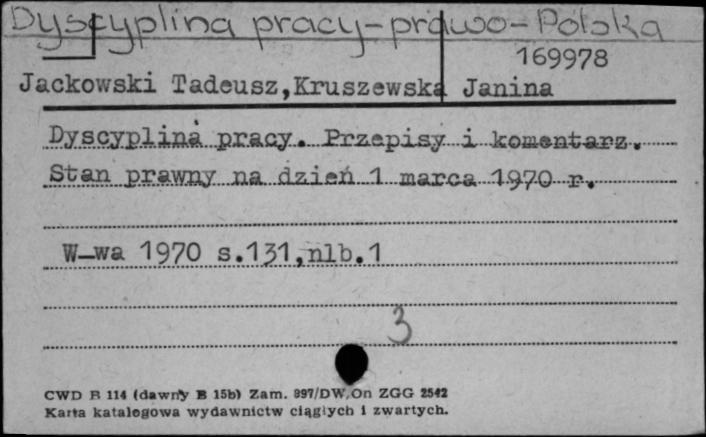 Dyscyplina pracy-prawo-Polska
169978
Jackowski Tadeusz,Kruszewska Janina
Dyscyplina pracy. Przepisy i komentarz.
Stan prawny na dzień 1 marca 1970 r.
W-wa 1970 s.131,nlb.1
3
CWD B 114 (dawny B 15b) Zam. 897/DW,On ZGG 2542
Karta katalogowa wydawnictw ciągłych i zwartych.